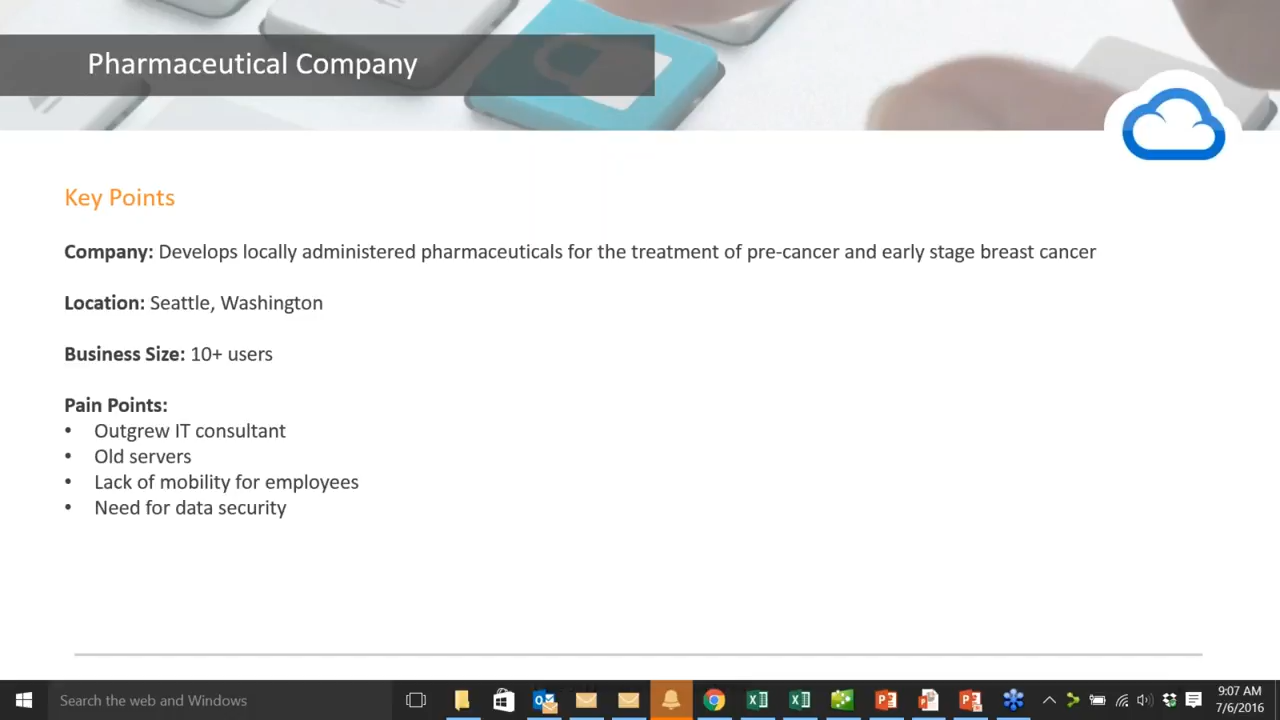 Pharmaceutical Company
Key Points
Company: Develops locally administered pharmaceuticals for the treatment of pre-cancer and early stage breast cancer
Location: Seattle, Washington
Business Size: 10+ users
Pain Points:
• Outgrew IT consultant
• Old servers
• Lack of mobility for employees
• Need for data security
Search the web and Windows
9:07 AM
7/6/2016